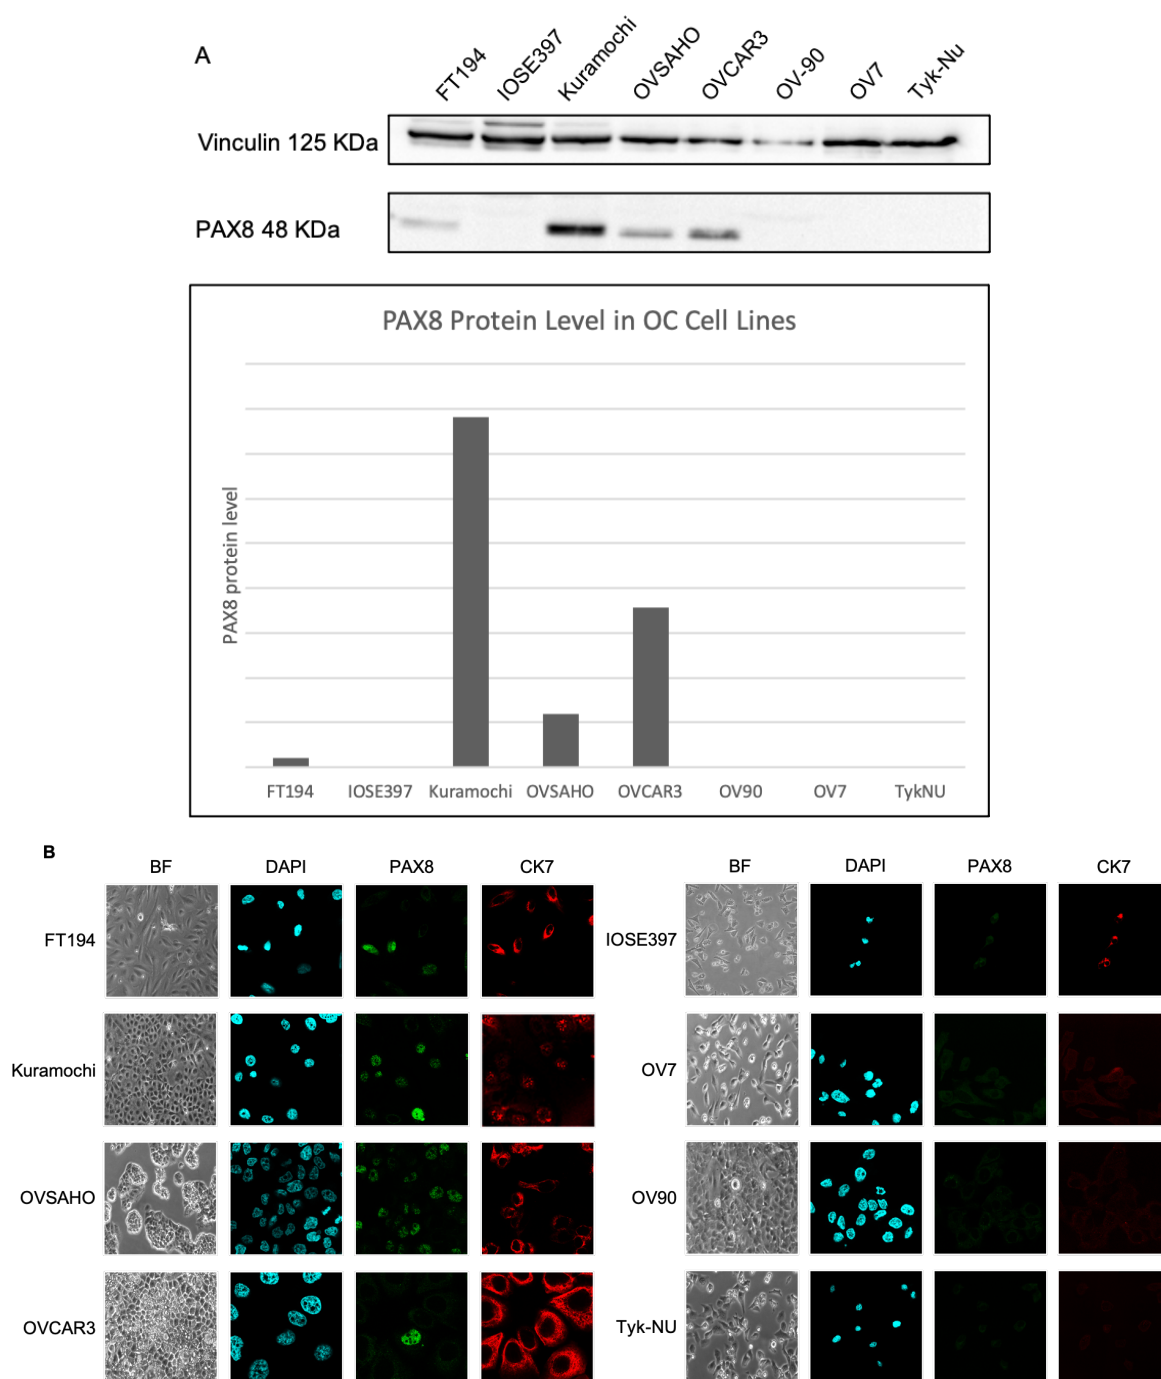 A
FT194 IOSE397 Kuramochi OVSAHO OVCAR3 OV-90 OV7 Tyk-Nu
Vinculin 125 KDa
PAX8 48 KDa
PAX8 Protein Level in OC Cell Lines
PAX8 protein level
FT194 IOSE397 Kuramochi OVSAHO OVCAR3 OV90 OV7 TykNU
B
BF DAPI PAX8 CK7 BF DAPI PAX8 CK7
FT194 IOSE397
Kuramochi OV7
OVSAHO OV90
OVCAR3 Tyk-NU